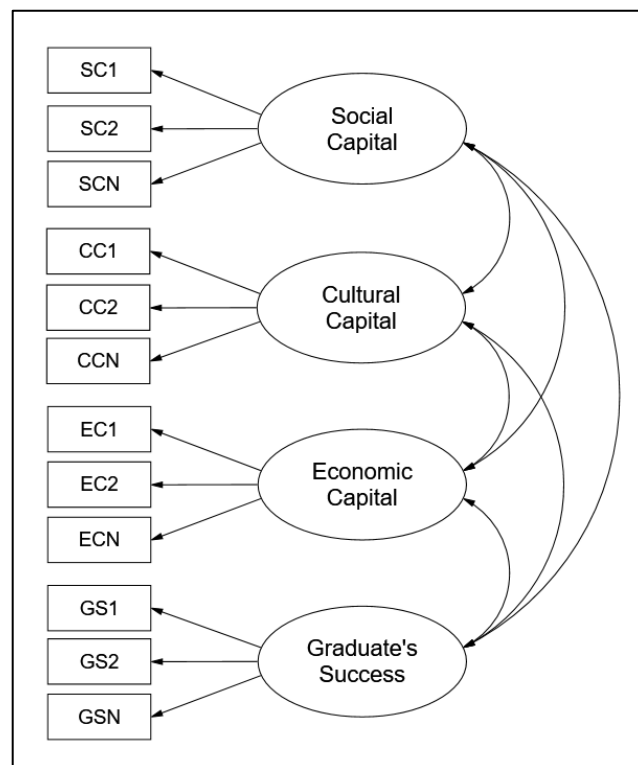 SC1
SC2
SCN
Social
Capital
CC1
CC2
CCN
Cultural
Capital
EC1
EC2
ECN
Economic
Capital
GS1
GS2
GSN
Graduate's
Success